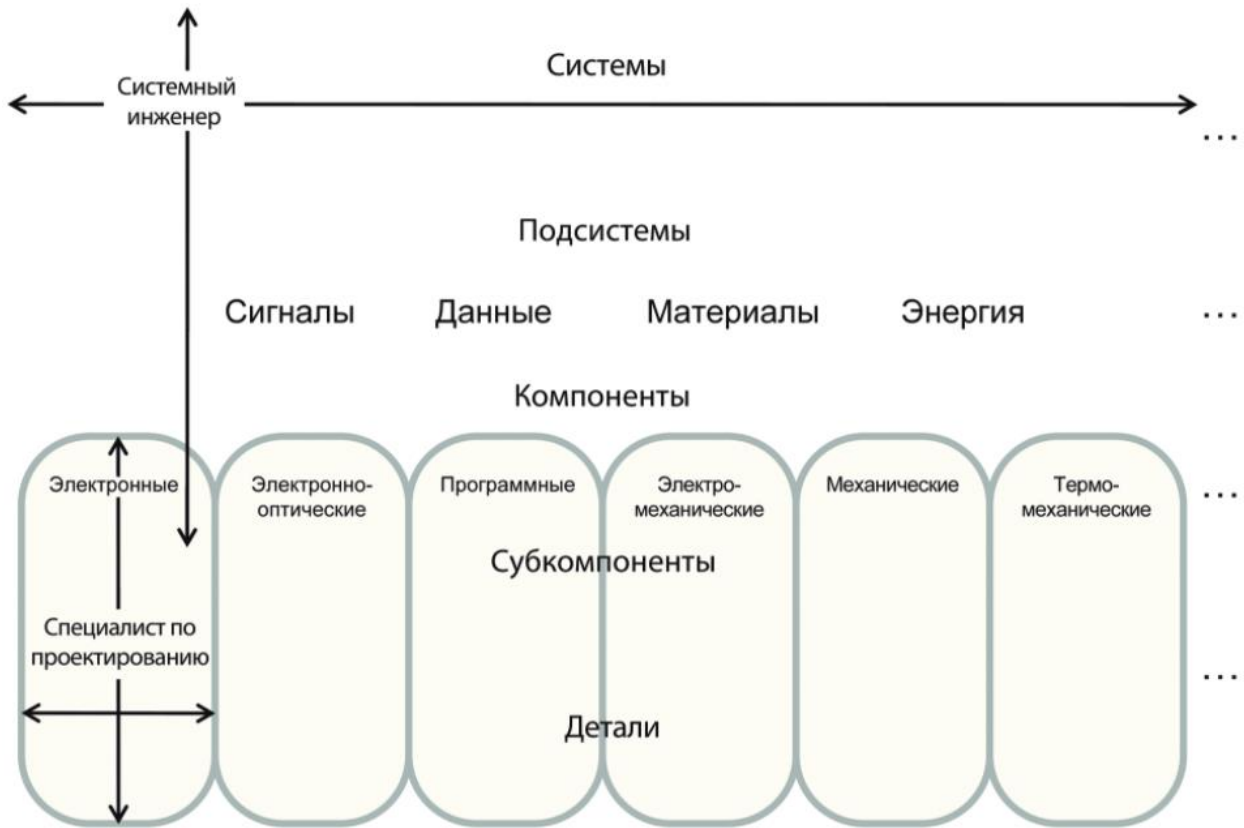 Системы
Системный
инженер
...
Подсистемы
Сигналы Данные Материалы Энергия ...
Компоненты
Электронные
Электронно-
оптические
Программные
Электро-
механические
Механические
Термо-
механические
...
Субкомпоненты
Специалист по
проектированию
...
Детали